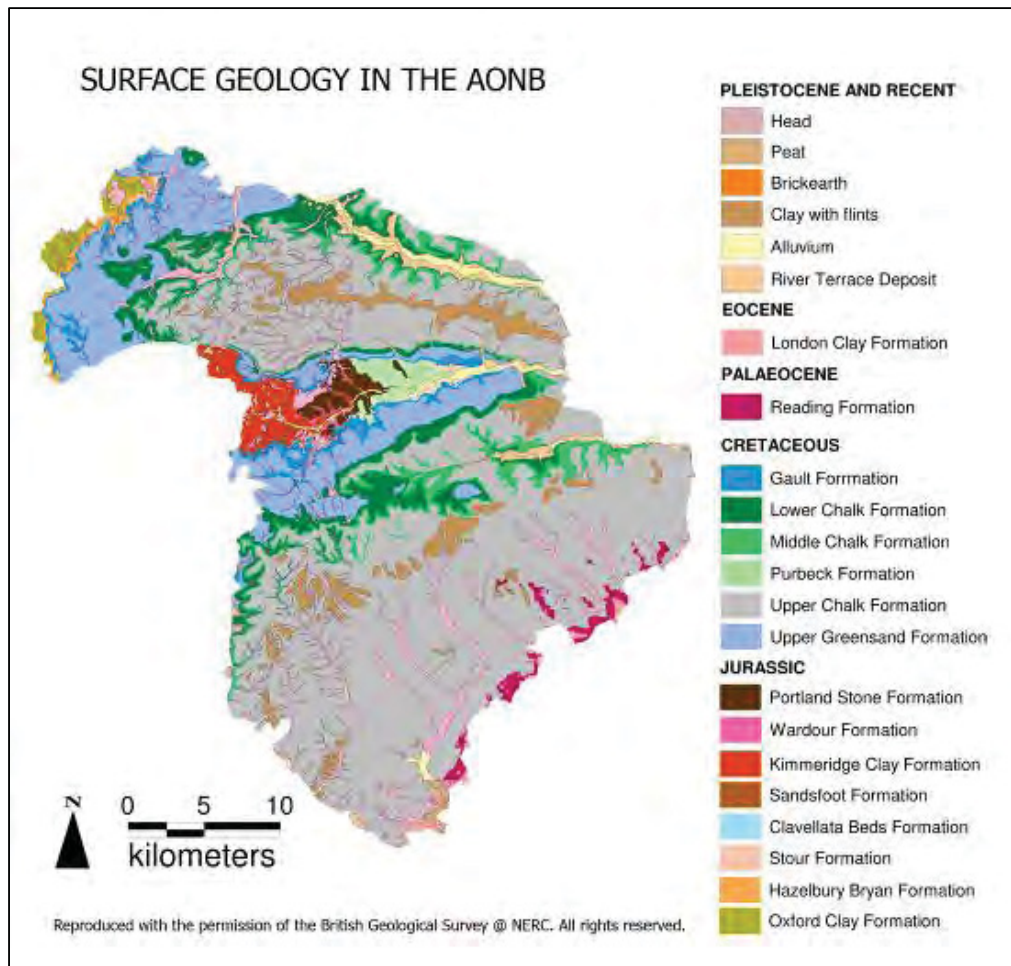 SURFACE GEOLOGY IN THE AONB
PLEISTOCENE AND RECENT
Head
Peat
Brickearth
Clay with flints
Alluvium
River Terrace Deposit
EOCENE
London Clay Formation
PALAEOCENE
Reading Formation
CRETACEOUS
Gault Forrmation
Lower Chalk Formation
Middle Chalk Formation
Purbeck Formation
Upper Chalk Formation
Upper Greensand Formation
JURASSIC
Portland Stone Formation
Wardour Formation
Kimmeridge Clay Formation
Sandsfoot Formation
Clavellata Beds Formation
Stour Formation
Hazelbury Bryan Formation
Oxford Clay Formation
N
0 5 10
kilometers
Reproduced with the permission of the British Geological Survey @ NERC. All rights reserved.